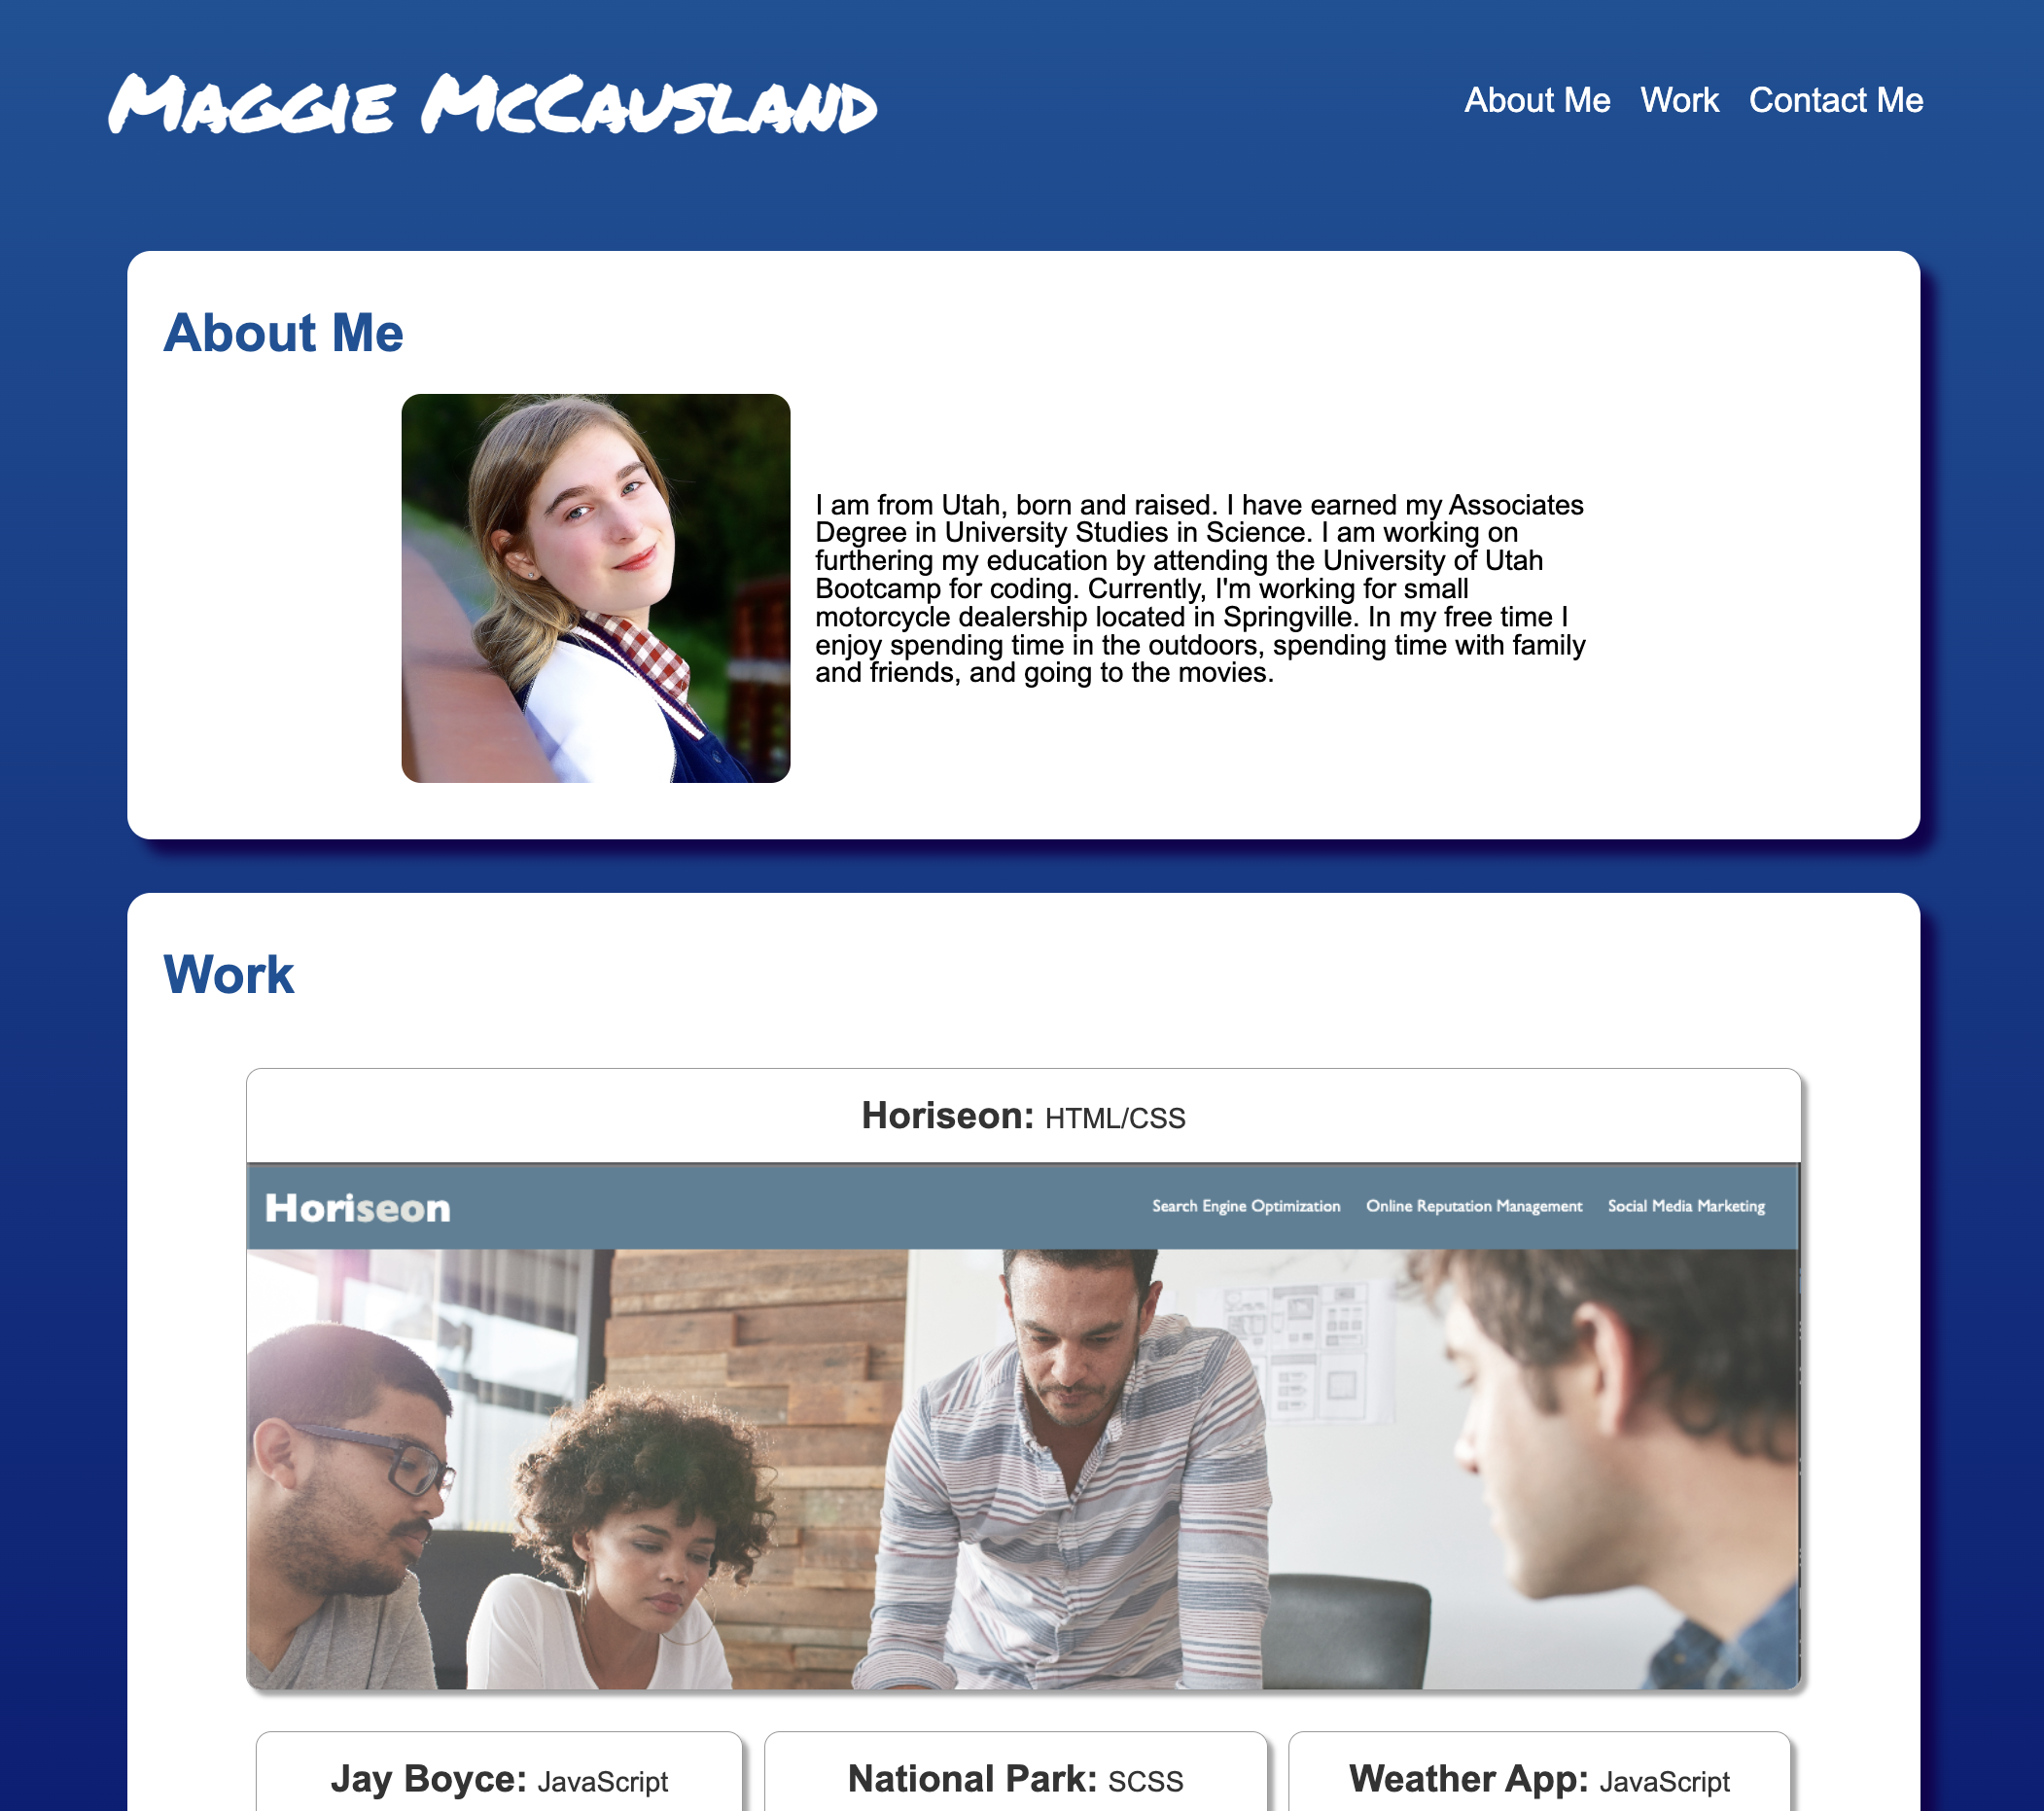 Maggie McCausland
About Me Work Contact Me
About Me
I am from Utah, born and raised. I have earned my Associates
Degree in University Studies in Science. I am working on
furthering my education by attending the University of Utah
Bootcamp for coding. Currently, I'm working for small
motorcycle dealership located in Springville. In my free time I
enjoy spending time in the outdoors, spending time with family
and friends, and going to the movies.
Work
Horiseon: HTML/CSS
Horiseon
Search Engine Optimization Online Reputation Management Social Media Marketing
Jay Boyce: JavaScript
National Park: SCSS
Weather App: JavaScript